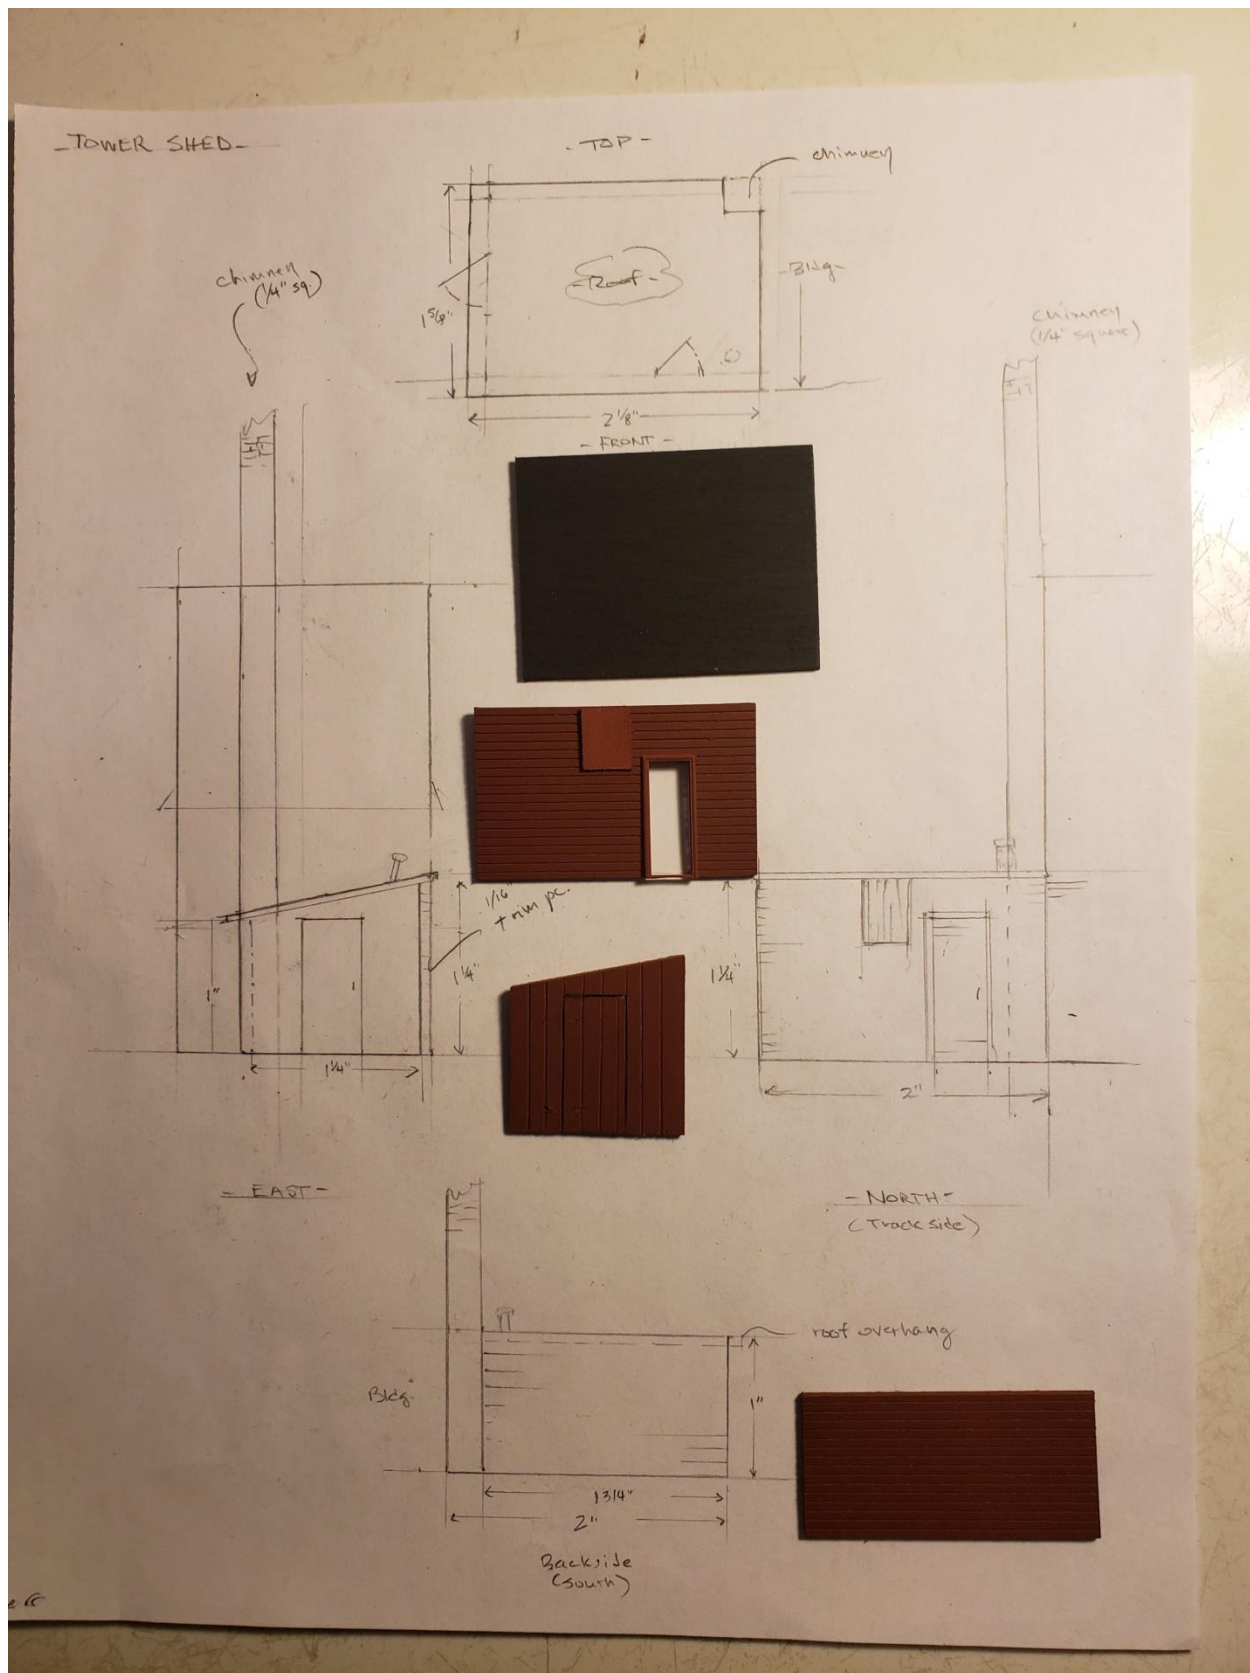 -TOWER SHED-
- TOP -
chimney
chimney
(1/4" sq.)
-Roof-
-Bldg-
1 5/8"
chimney
(1/4" square)
2 1/8"
- FRONT -
1/16"
trim pc.
1"
1 1/4"
1 1/4"
1 1/4"
2"
- EAST -
- NORTH -
(Track side)
roof overhang
Bldg.
1"
1 3/4"
2"
Backside
(South)